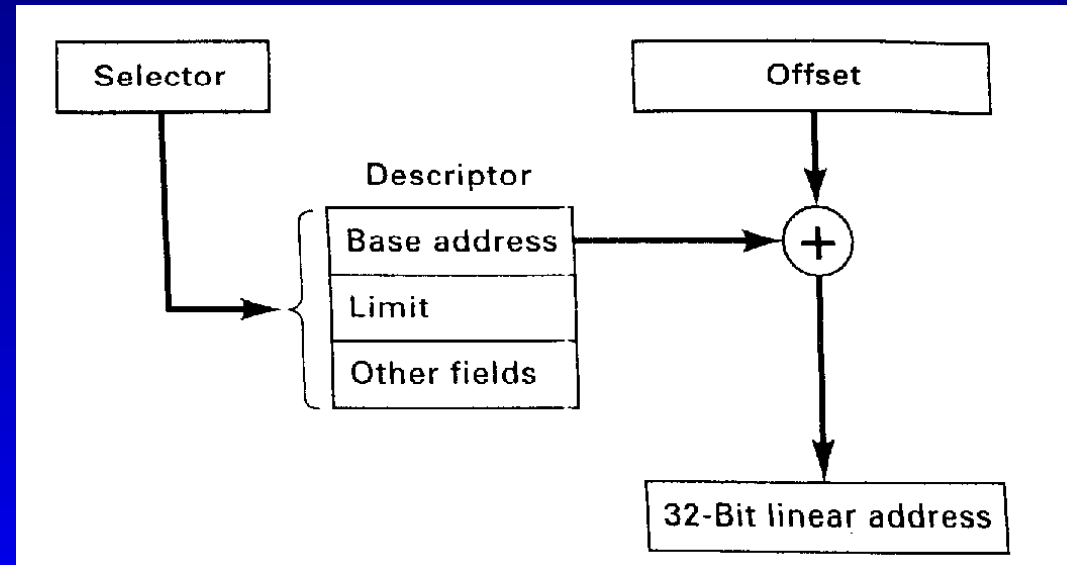 Selector
Offset
Descriptor
Base address
+
Limit
Other fields
32-Bit linear address